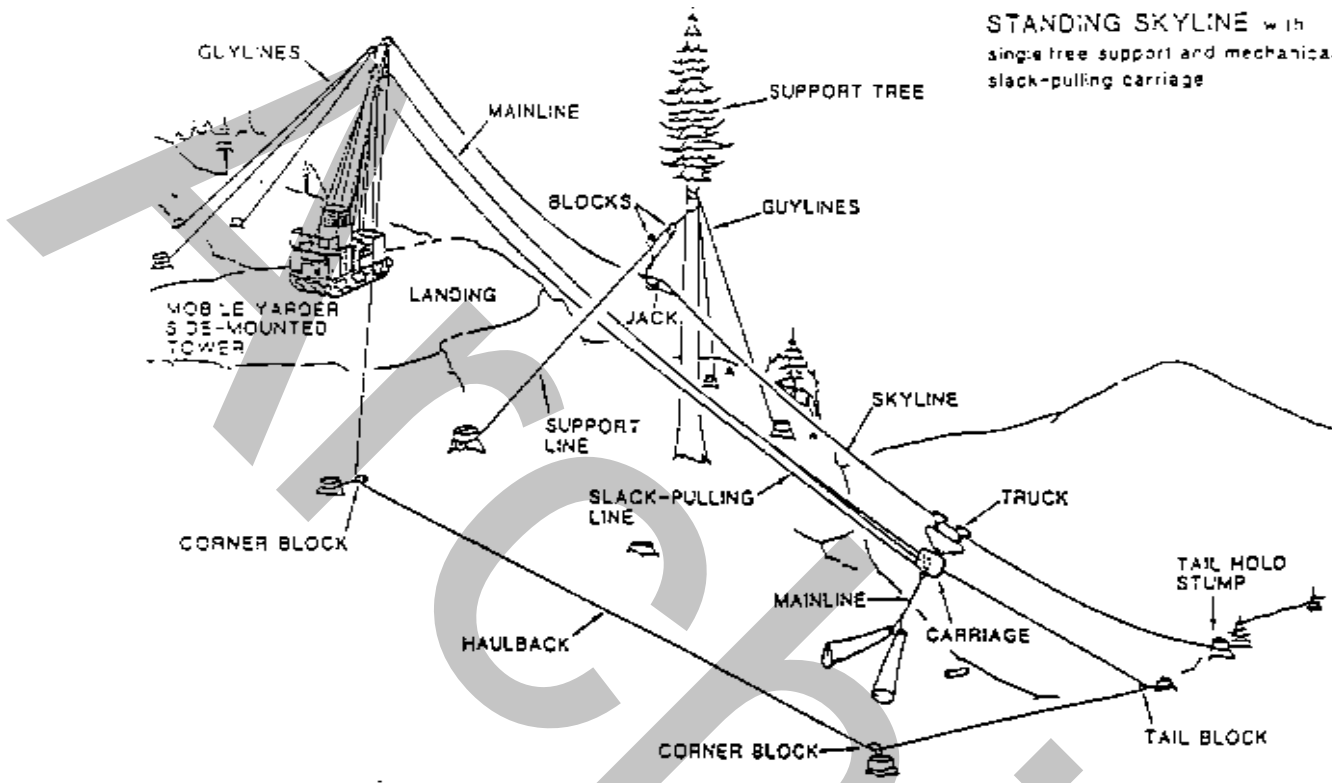 STANDING SKYLINE with
single tree support and mechanica
slack-pulling carriage
GUYLINES
MAINLINE
SUPPORT TREE
BLOCKS
GUYLINES
LANDING
MOBILE YARDER
SIDE-MOUNTED
TOWER
JACK
SUPPORT
LINE
SKYLINE
SLACK-PULLING
LINE
TRUCK
CORNER BLOCK
TAIL HOLD
STUMP
MAINLINE
CARRIAGE
HAULBACK
CORNER BLOCK
TAIL BLOCK